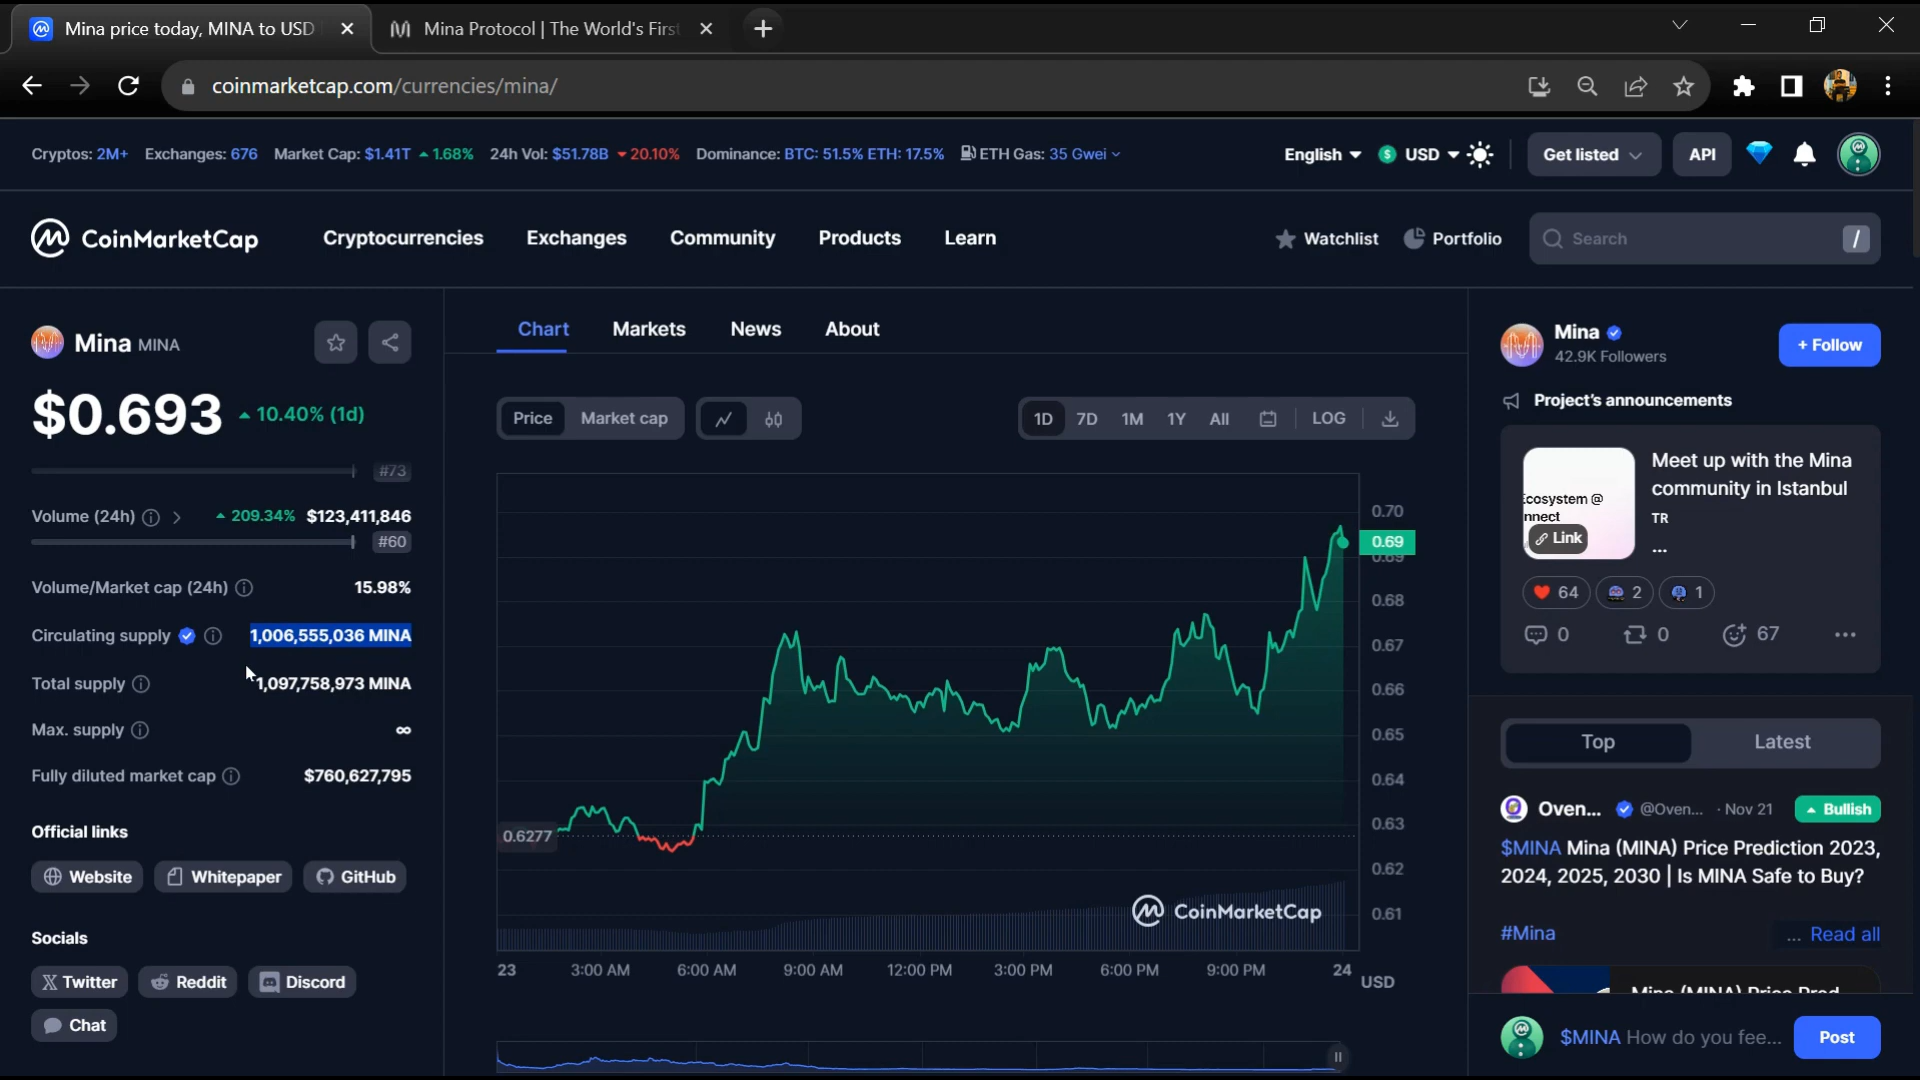 Mina price today, MINA to USD
Mina Protocol | The World's First
coinmarketcap.com/currencies/mina/
Cryptos: 2M+ Exchanges: 676 Market Cap: $1.41T 1.68% 24h Vol: $51.78B 20.10% Dominance: BTC: 51.5% ETH: 17.5% ETH Gas: 35 Gwei
English USD Get listed API
CoinMarketCap
Cryptocurrencies Exchanges Community Products Learn
Watchlist Portfolio Search /
Mina MINA
$0.693 10.40% (1d)
#73
Volume (24h) 209.34% $123,411,846
#60
Volume/Market cap (24h) 15.98%
Circulating supply 1,006,555,036 MINA
Total supply 1,097,758,973 MINA
Max. supply ∞
Fully diluted market cap $760,627,795
Official links
Website Whitepaper GitHub
Socials
Twitter Reddit Discord
Chat
Chart Markets News About
Price Market cap
1D 7D 1M 1Y All LOG
0.70
0.69
0.69
0.68
0.67
0.66
0.65
0.64
0.63
0.62
0.61
0.6277
CoinMarketCap
23 3:00 AM 6:00 AM 9:00 AM 12:00 PM 3:00 PM 6:00 PM 9:00 PM 24
USD
Mina
42.9K Followers
+ Follow
Project's announcements
cosystem @
nnect
Link
Meet up with the Mina
community in Istanbul
TR
...
64 2 1
0 0 67
Top Latest
Oven... @Oven... · Nov 21 Bullish
$MINA Mina (MINA) Price Prediction 2023,
2024, 2025, 2030 | Is MINA Safe to Buy?
#Mina
... Read all
Mina (MINA) Price Pred
$MINA How do you fee... Post